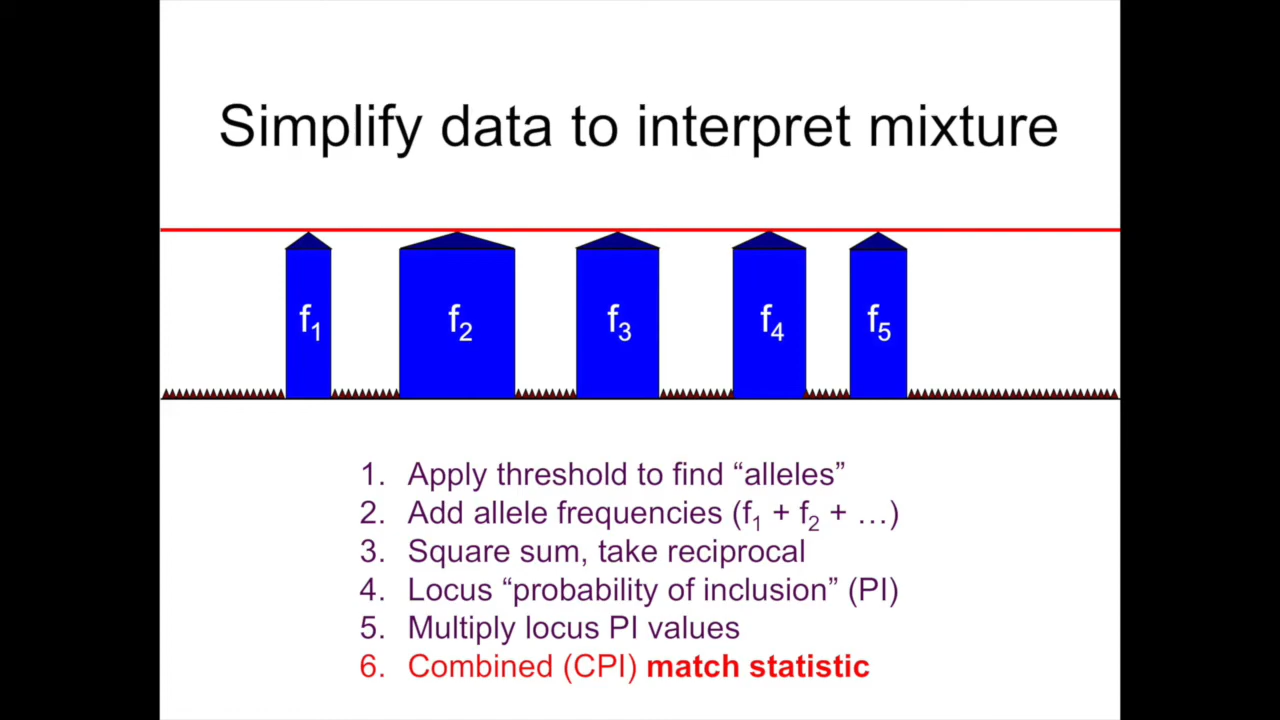 Simplify data to interpret mixture
f₁ f₂ f₃ f₄ f₅
1. Apply threshold to find “alleles”
2. Add allele frequencies (f₁ + f₂ + …)
3. Square sum, take reciprocal
4. Locus “probability of inclusion” (PI)
5. Multiply locus PI values
6. Combined (CPI) match statistic